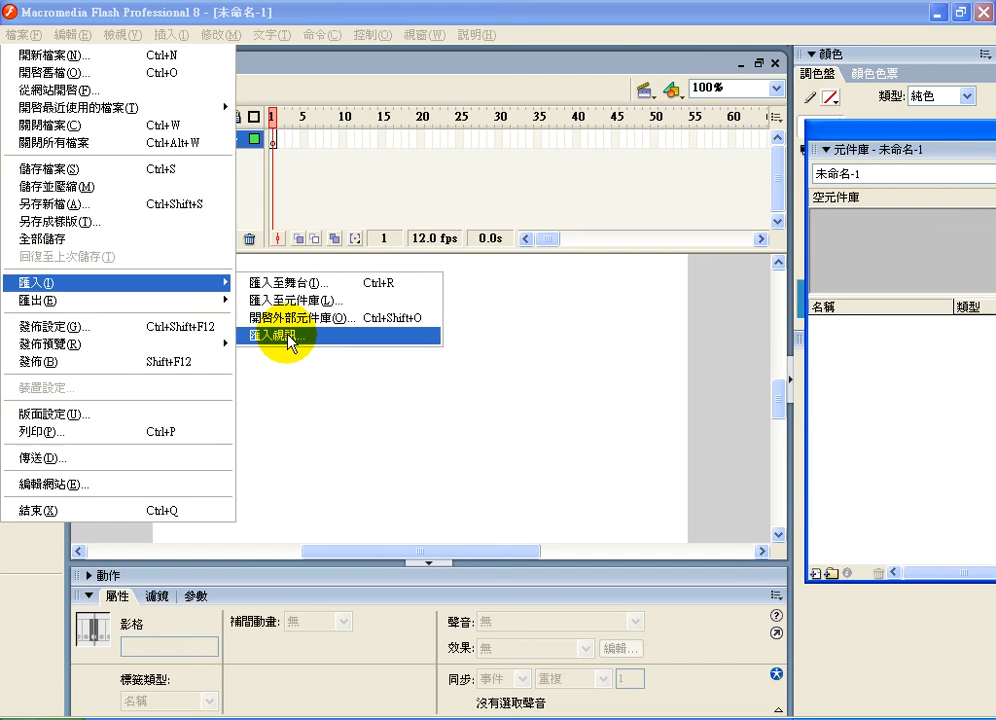 Macromedia Flash Professional 8 - [未命名-1]
檔案(F) 編輯(E) 檢視(V) 插入(I) 修改(M) 文字(T) 命令(C) 控制(O) 視窗(W) 說明(H)
開新檔案(N)... Ctrl+N
開啓舊檔(O)... Ctrl+O
從網站開啓(F)...
開啓最近使用的檔案(T)
關閉檔案(C) Ctrl+W
關閉所有檔案 Ctrl+Alt+W
儲存檔案(S) Ctrl+S
儲存並壓縮(M)
另存新檔(A)... Ctrl+Shift+S
另存成樣版(T)...
全部儲存
回復至上次儲存(T)
匯入(I)
匯出(E)
發佈設定(G)... Ctrl+Shift+F12
發佈預覽(R)
發佈(B) Shift+F12
裝置設定...
版面設定(U)...
列印(P)... Ctrl+P
傳送(D)...
編輯網站(E)...
結束(X) Ctrl+Q
匯入至舞台(I)... Ctrl+R
匯入至元件庫(L)...
開啓外部元件庫(O)... Ctrl+Shift+O
匯入視訊...
100%
1 5 10 15 20 25 30 35 40 45 50 55 60
1 12.0 fps 0.0s
顏色
調色盤 顏色色票
類型: 純色
元件庫 - 未命名-1
未命名-1
空元件庫
名稱 類型
動作
屬性 濾鏡 參數
影格
標籤類型:
名稱
補間動畫: 無
聲音: 無
效果: 無 編輯...
同步: 事件 重複 1
沒有選取聲音